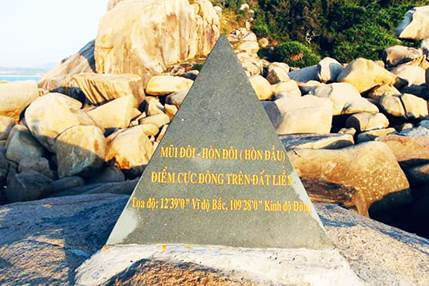 MŨI ĐÔI - HÒN ĐÔI ( HÒN ĐẦU )
ĐIỂM CỰC ĐÔNG TRÊN ĐẤT LIỀN
Tọa độ: 12°39'0" Vĩ độ Bắc, 109°28'0" Kinh độ Đông